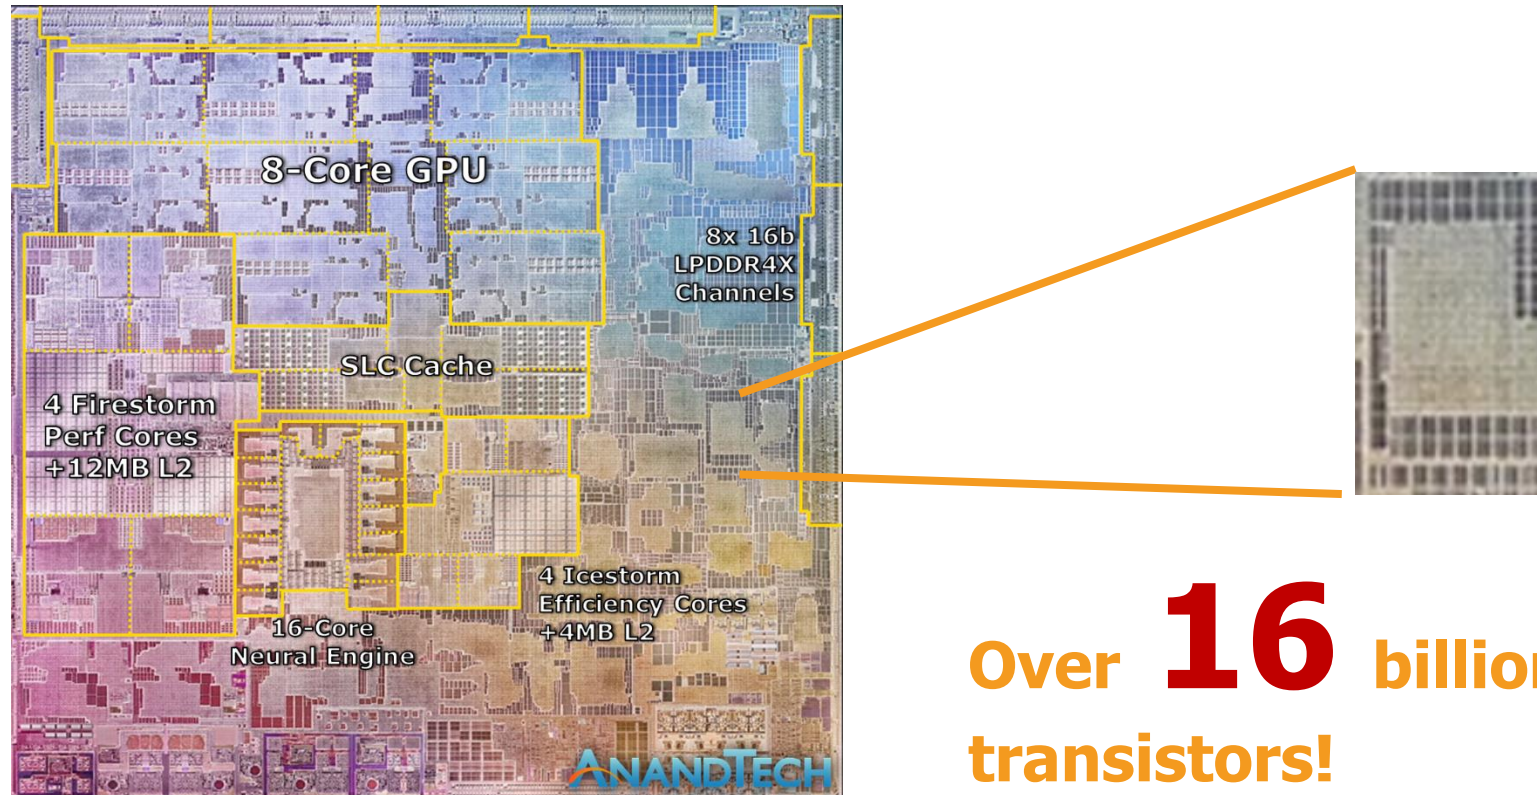 8-Core GPU
8x 16b
LPDDR4X
Channels
SLC Cache
4 Firestorm
Perf Cores
+12MB L2
4 Icestorm
Efficiency Cores
+4MB L2
16-Core
Neural Engine
ANANDTECH
Over 16 billion
transistors!